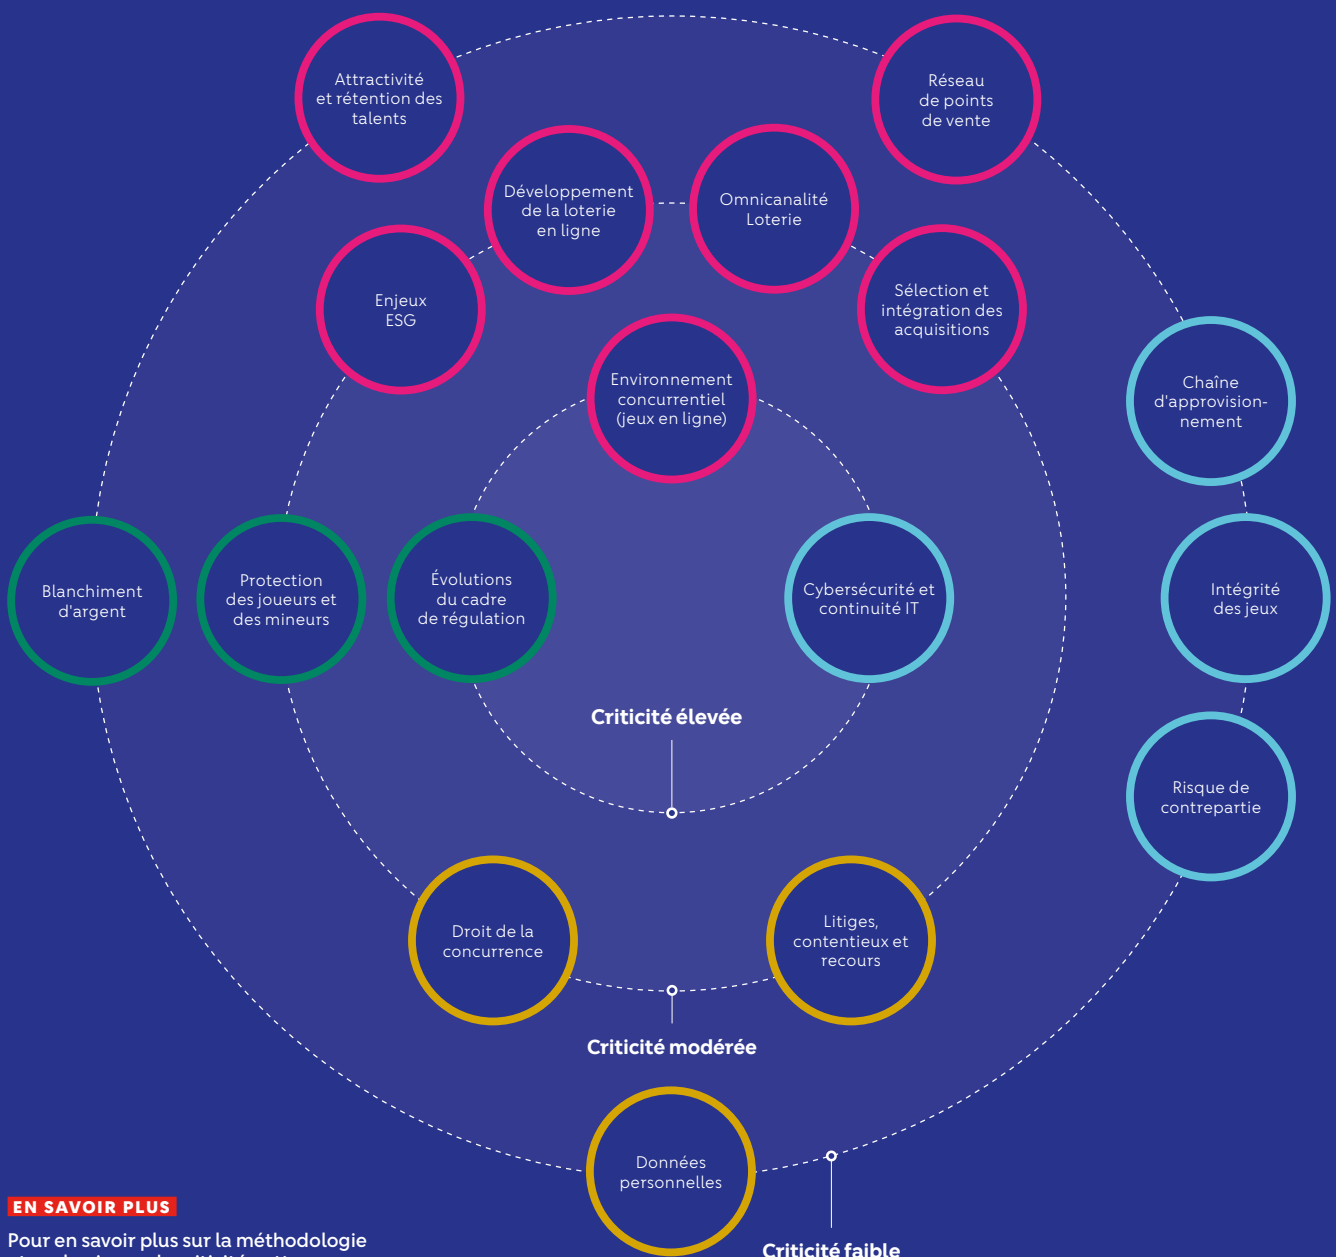 Attractivité
et rétention des
talents
Réseau
de points
de vente
Développement
de la loterie
en ligne
Omnicanalité
Loterie
Enjeux
ESG
Sélection et
intégration des
acquisitions
Environnement
concurrentiel
(jeux en ligne)
Chaîne
d'approvision-
nement
Blanchiment
d'argent
Protection
des joueurs et
des mineurs
Évolutions
du cadre
de régulation
Cybersécurité et
continuité IT
Intégrité
des jeux
Criticité élevée
Risque de
contrepartie
Droit de la
concurrence
Litiges,
contentieux et
recours
Criticité modérée
Données
personnelles
EN SAVOIR PLUS
Pour en savoir plus sur la méthodologie
Criticité faible